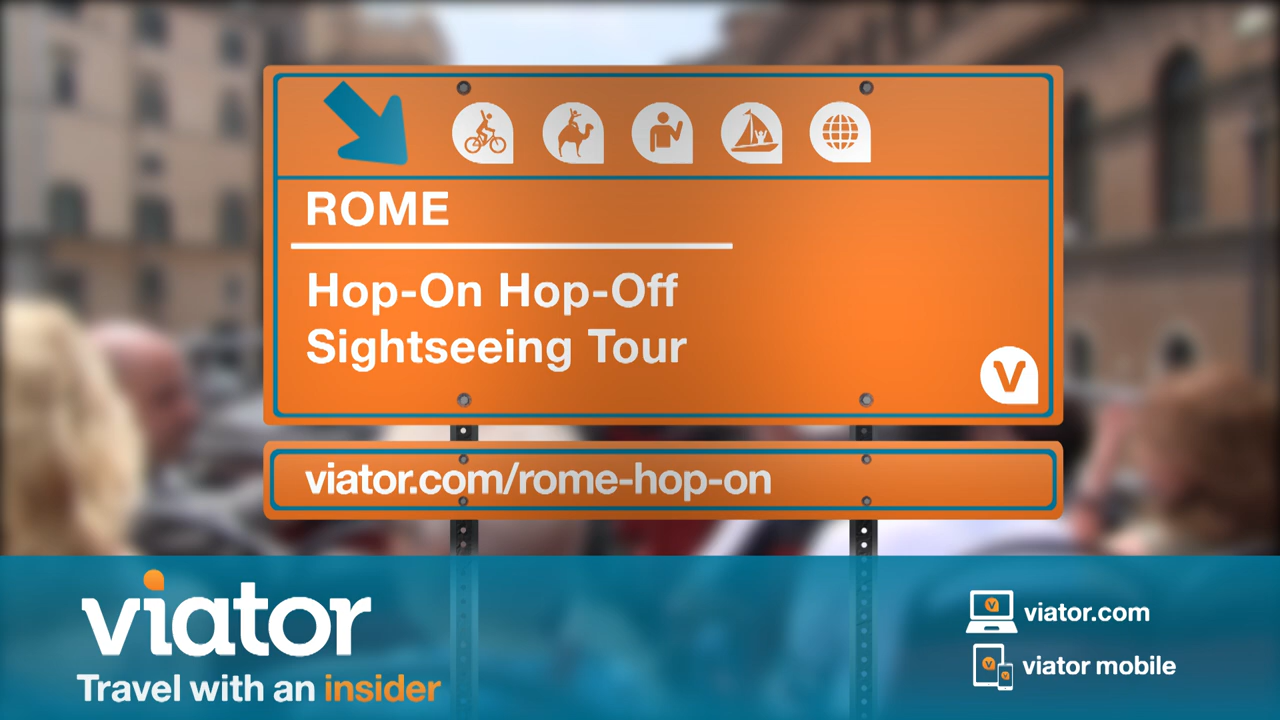 ROME
Hop-On Hop-Off
Sightseeing Tour
V
viator.com/rome-hop-on
viator
Travel with an insider
viator.com
viator mobile